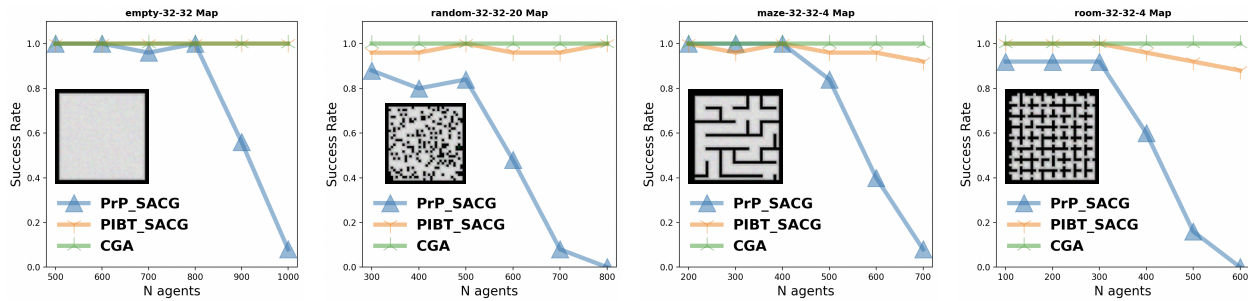 empty-32-32 Map
Success Rate
1.0
0.8
0.6
0.4
0.2
0.0
PrP_SACG
PIBT_SACG
CGA
500 600 700 800 900 1000
N agents
random-32-32-20 Map
Success Rate
1.0
0.8
0.6
0.4
0.2
0.0
PrP_SACG
PIBT_SACG
CGA
300 400 500 600 700 800
N agents
maze-32-32-4 Map
Success Rate
1.0
0.8
0.6
0.4
0.2
0.0
PrP_SACG
PIBT_SACG
CGA
200 300 400 500 600 700
N agents
room-32-32-4 Map
Success Rate
1.0
0.8
0.6
0.4
0.2
0.0
PrP_SACG
PIBT_SACG
CGA
100 200 300 400 500 600
N agents